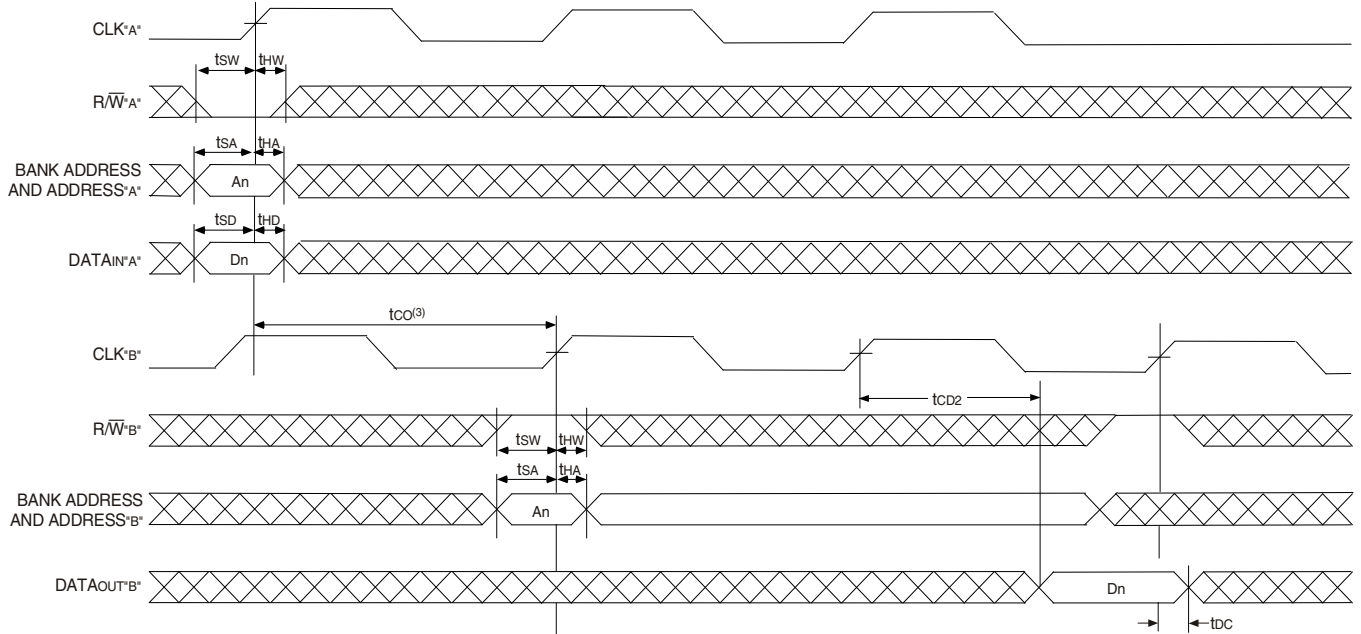 CLK"A"
tSW tHW
R/W̅"A"
tSA tHA
BANK ADDRESS
AND ADDRESS"A"
An
tSD tHD
DATAIN"A"
Dn
tCO(3)
CLK"B"
tCD2
R/W̅"B"
tSW tHW
tSA tHA
BANK ADDRESS
AND ADDRESS"B"
An
DATAOUT"B"
Dn
tDC